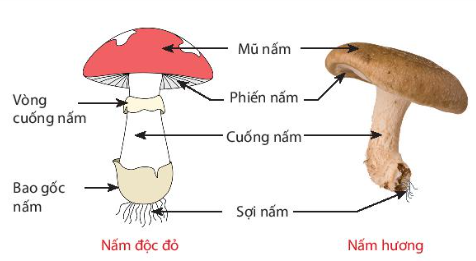 Mũ nấm
Vòng
cuống nấm
Phiến nấm
Cuống nấm
Bao gốc
nấm
Sợi nấm
Nấm độc đỏ
Nấm hương